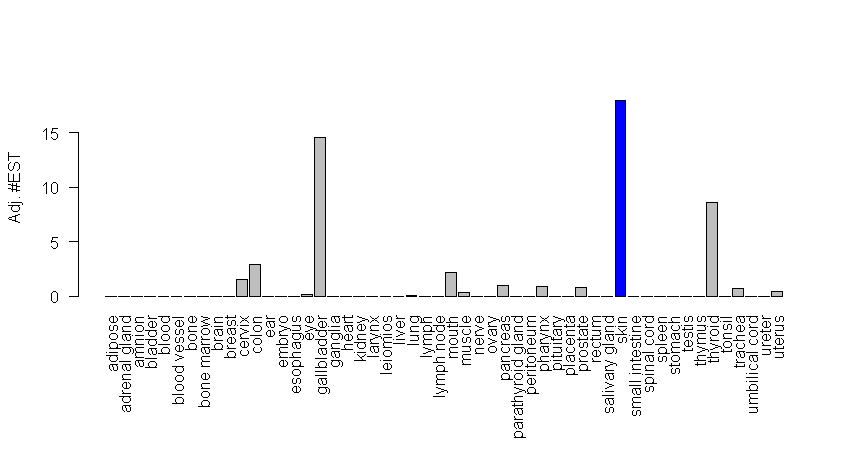 Adj. #EST
15
10
5
0
adipose
adrenal gland
amnion
bladder
blood
blood vessel
bone
bone marrow
brain
breast
cervix
colon
ear
embryo
esophagus
eye
gallbladder
ganglia
heart
kidney
larynx
leiomios
liver
lung
lymph
lymph node
mouth
muscle
nerve
ovary
pancreas
parathyroid gland
peritoneum
pharynx
pituitary
placenta
prostate
rectum
salivary gland
skin
small intestine
spinal cord
spleen
stomach
testis
thymus
thyroid
tonsil
trachea
umbilical cord
ureter
uterus